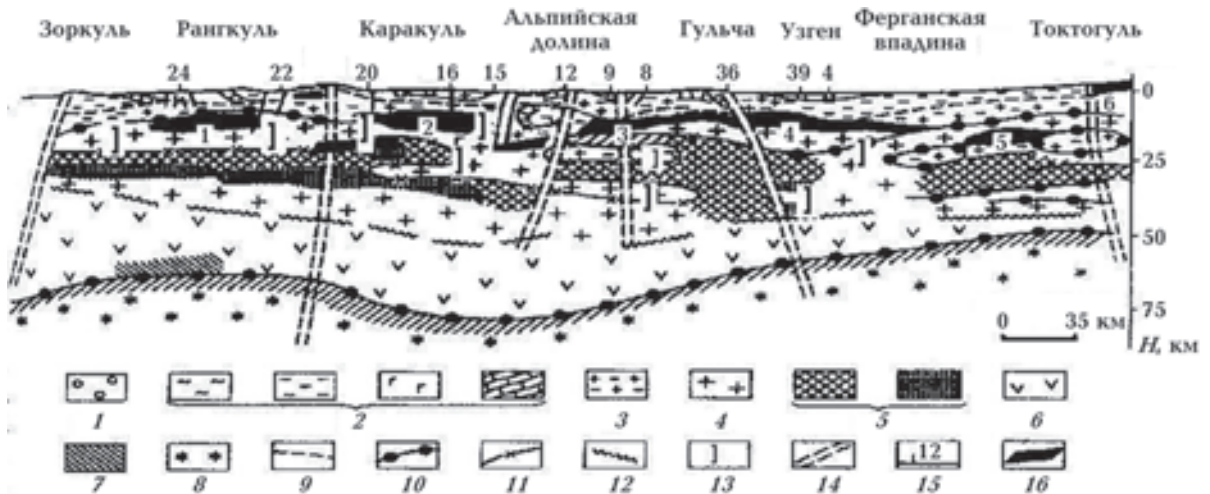 Зоркуль Рангкуль Каракуль Альпийская долина Гульча Узген Ферганская впадина Токтогуль
24 22 20 16 15 12 9 8 36 39 4
0
6
1 2 3 4 5
25
50
75
0 35 км
H, км
1 2 3 4 5 6
12
7 8 9 10 11 12 13 14 15 16